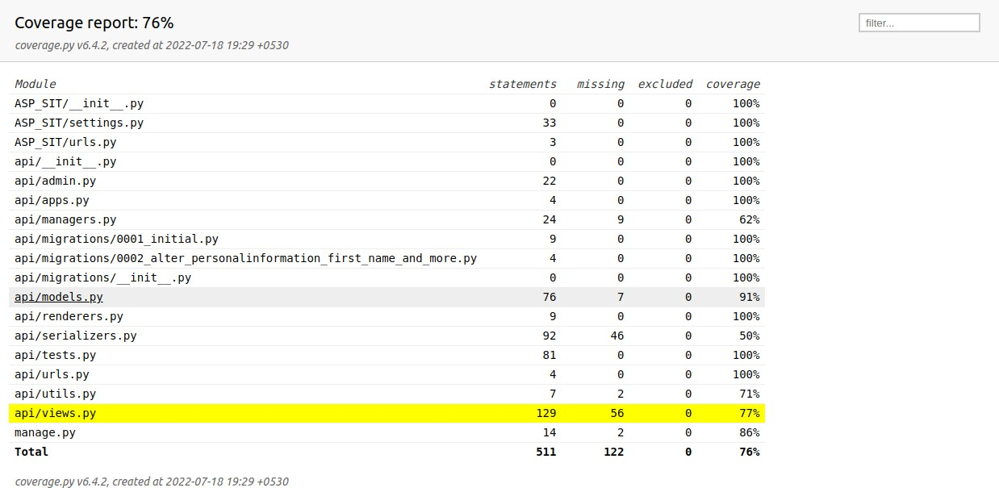 Coverage report: 76%
filter...
coverage.py v6.4.2, created at 2022-07-18 19:29 +0530
Module statements missing excluded coverage
ASP_SIT/__init__.py 0 0 0 100%
ASP_SIT/settings.py 33 0 0 100%
ASP_SIT/urls.py 3 0 0 100%
api/__init__.py 0 0 0 100%
api/admin.py 22 0 0 100%
api/apps.py 4 0 0 100%
api/managers.py 24 9 0 62%
api/migrations/0001_initial.py 9 0 0 100%
api/migrations/0002_alter_personalinformation_first_name_and_more.py 4 0 0 100%
api/migrations/__init__.py 0 0 0 100%
api/models.py 76 7 0 91%
api/renderers.py 9 0 0 100%
api/serializers.py 92 46 0 50%
api/tests.py 81 0 0 100%
api/urls.py 4 0 0 100%
api/utils.py 7 2 0 71%
api/views.py 129 56 0 77%
manage.py 14 2 0 86%
Total 511 122 0 76%
coverage.py v6.4.2, created at 2022-07-18 19:29 +0530